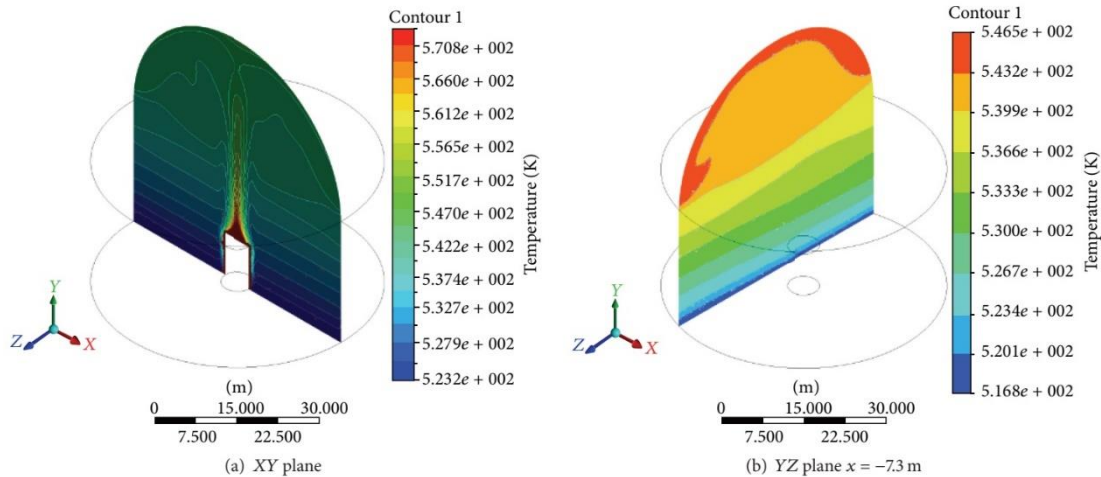 Contour 1
5.708e + 002
5.660e + 002
5.612e + 002
5.565e + 002
5.517e + 002
5.470e + 002
5.422e + 002
5.374e + 002
5.327e + 002
5.279e + 002
5.232e + 002
Temperature (K)
Y
Z
X
(m)
0 15.000 30.000
7.500 22.500
(a) XY plane
Contour 1
5.465e + 002
5.432e + 002
5.399e + 002
5.366e + 002
5.333e + 002
5.300e + 002
5.267e + 002
5.234e + 002
5.201e + 002
5.168e + 002
Temperature (K)
Y
Z
X
(m)
0 15.000 30.000
7.500 22.500
(b) YZ plane x = −7.3 m